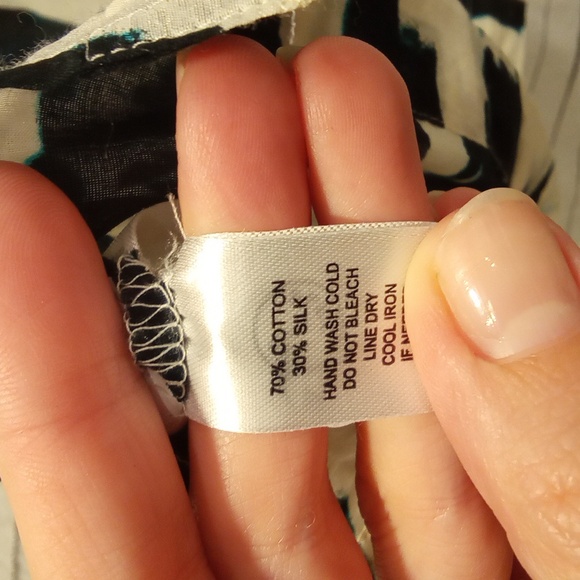 70% COTTON
30% SILK
HAND WASH COLD
DO NOT BLEACH
LINE DRY
COOL IRON
IF